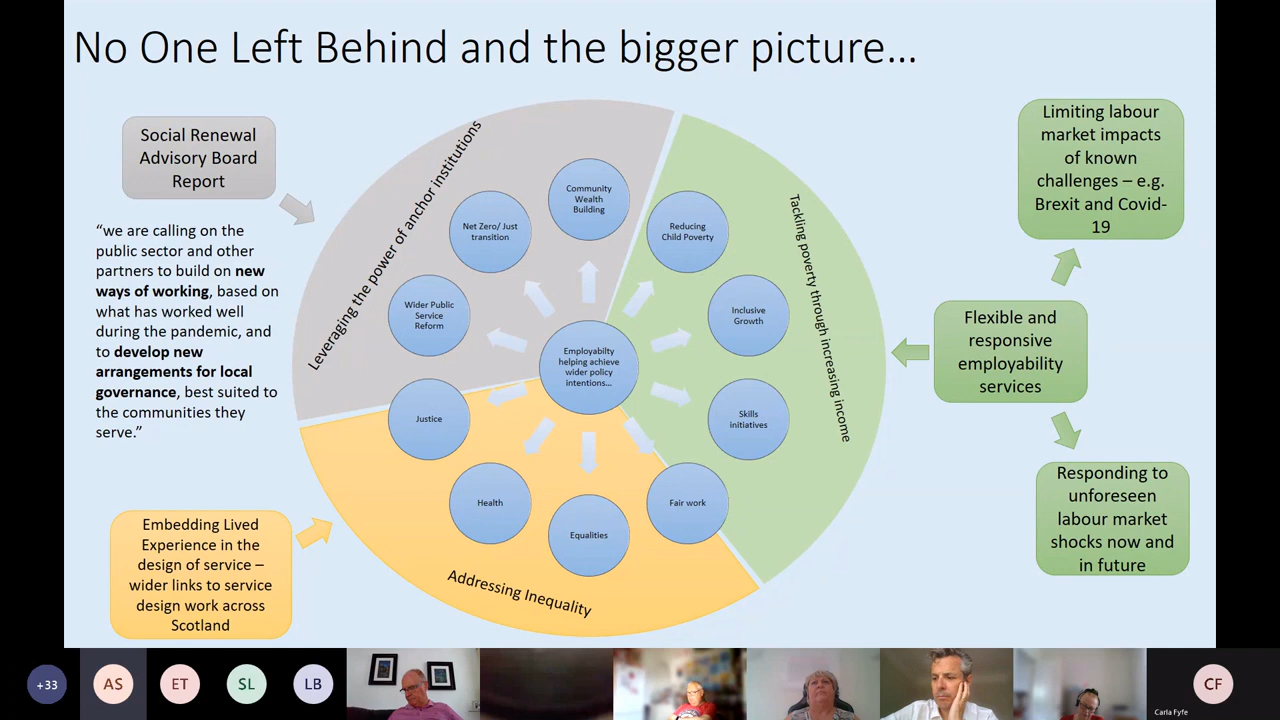 No One Left Behind and the bigger picture...
Social Renewal
Advisory Board
Report
“we are calling on the
public sector and other
partners to build on new
ways of working, based on
what has worked well
during the pandemic, and
to develop new
arrangements for local
governance, best suited to
the communities they
serve.”
Embedding Lived
Experience in the
design of service –
wider links to service
design work across
Scotland
Leveraging the power of anchor institutions
Community
Wealth
Building
Net Zero/ Just
transition
Wider Public
Service
Reform
Reducing
Child Poverty
Inclusive
Growth
Skills
initiatives
Fair work
Equalities
Health
Justice
Employabilty
helping achieve
wider policy
intentions...
Tackling poverty through increasing income
Addressing Inequality
Limiting labour
market impacts
of known
challenges – e.g.
Brexit and Covid-
19
Flexible and
responsive
employability
services
Responding to
unforeseen
labour market
shocks now and
in future
+33
AS
ET
SL
LB
CF
Carla Fyfe